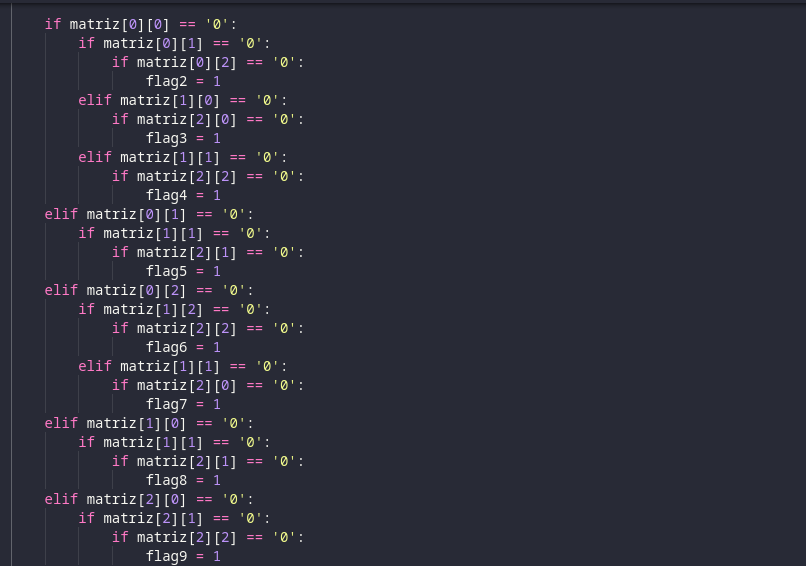 if matriz[0][0] == '0':
    if matriz[0][1] == '0':
        if matriz[0][2] == '0':
            flag2 = 1
    elif matriz[1][0] == '0':
        if matriz[2][0] == '0':
            flag3 = 1
    elif matriz[1][1] == '0':
        if matriz[2][2] == '0':
            flag4 = 1
elif matriz[0][1] == '0':
    if matriz[1][1] == '0':
        if matriz[2][1] == '0':
            flag5 = 1
elif matriz[0][2] == '0':
    if matriz[1][2] == '0':
        if matriz[2][2] == '0':
            flag6 = 1
    elif matriz[1][1] == '0':
        if matriz[2][0] == '0':
            flag7 = 1
elif matriz[1][0] == '0':
    if matriz[1][1] == '0':
        if matriz[2][1] == '0':
            flag8 = 1
elif matriz[2][0] == '0':
    if matriz[2][1] == '0':
        if matriz[2][2] == '0':
            flag9 = 1